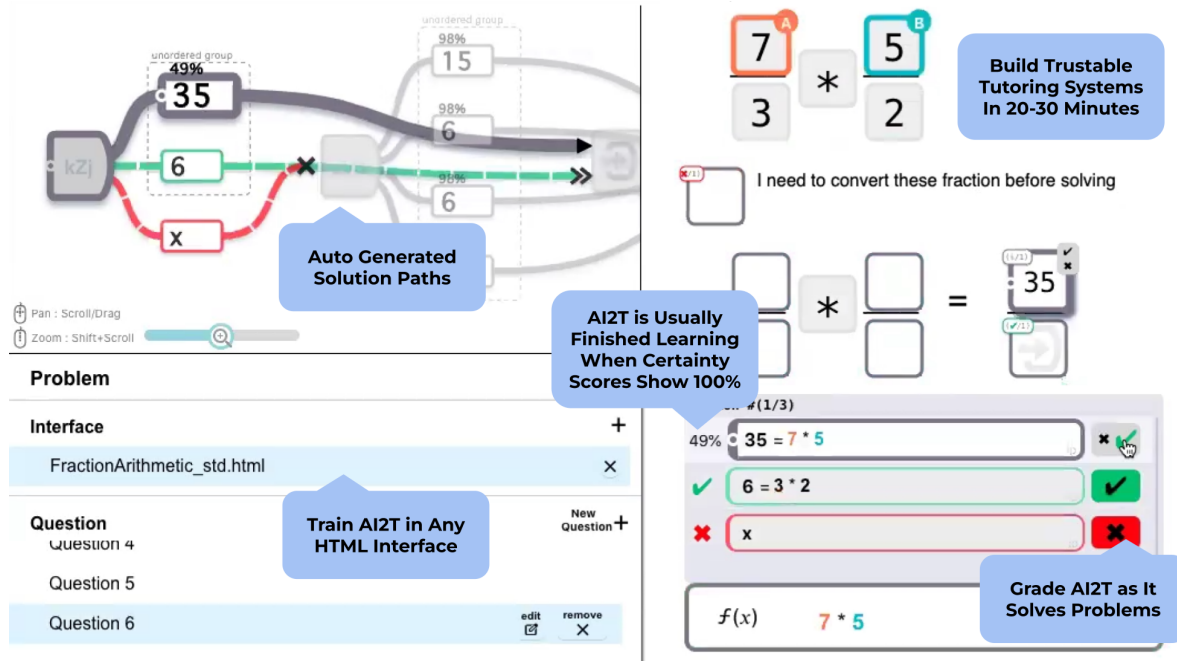 unordered group
49%
35
kZj
6
x
unordered group
98%
15
98%
6
98%
6
Auto Generated
Solution Paths
Pan : Scroll/Drag
Zoom : Shift+Scroll
Problem
Interface
+
FractionArithmetic_std.html
×
Train AI2T in Any
HTML Interface
Question
New
Question +
Question 4
Question 5
Question 6
edit
remove
7
A
*
5
B
3
2
Build Trustable
Tutoring Systems
In 20-30 Minutes
I need to convert these fraction before solving
*
=
35
AI2T is Usually
Finished Learning
When Certainty
Scores Show 100%
#(1/3)
49%
35 = 7 * 5
6 = 3 * 2
x
Grade AI2T as It
Solves Problems
f(x)
7 * 5